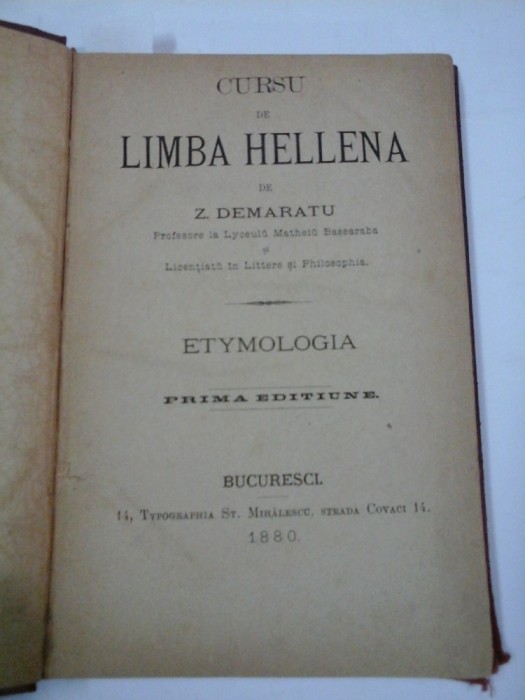 CURSU
DE
LIMBA HELLENA
DE
Z. DEMARATU
Profesore la Lyceulŭ Matheiŭ Bassaraba
și
Licențiatŭ în Littere și Philosophia.
ETYMOLOGIA
PRIMA EDITIUNE.
BUCURESCI.
14, TYPOGRAPHIA ST. MIHĂLESCU, STRADA COVACI 14.
1880.